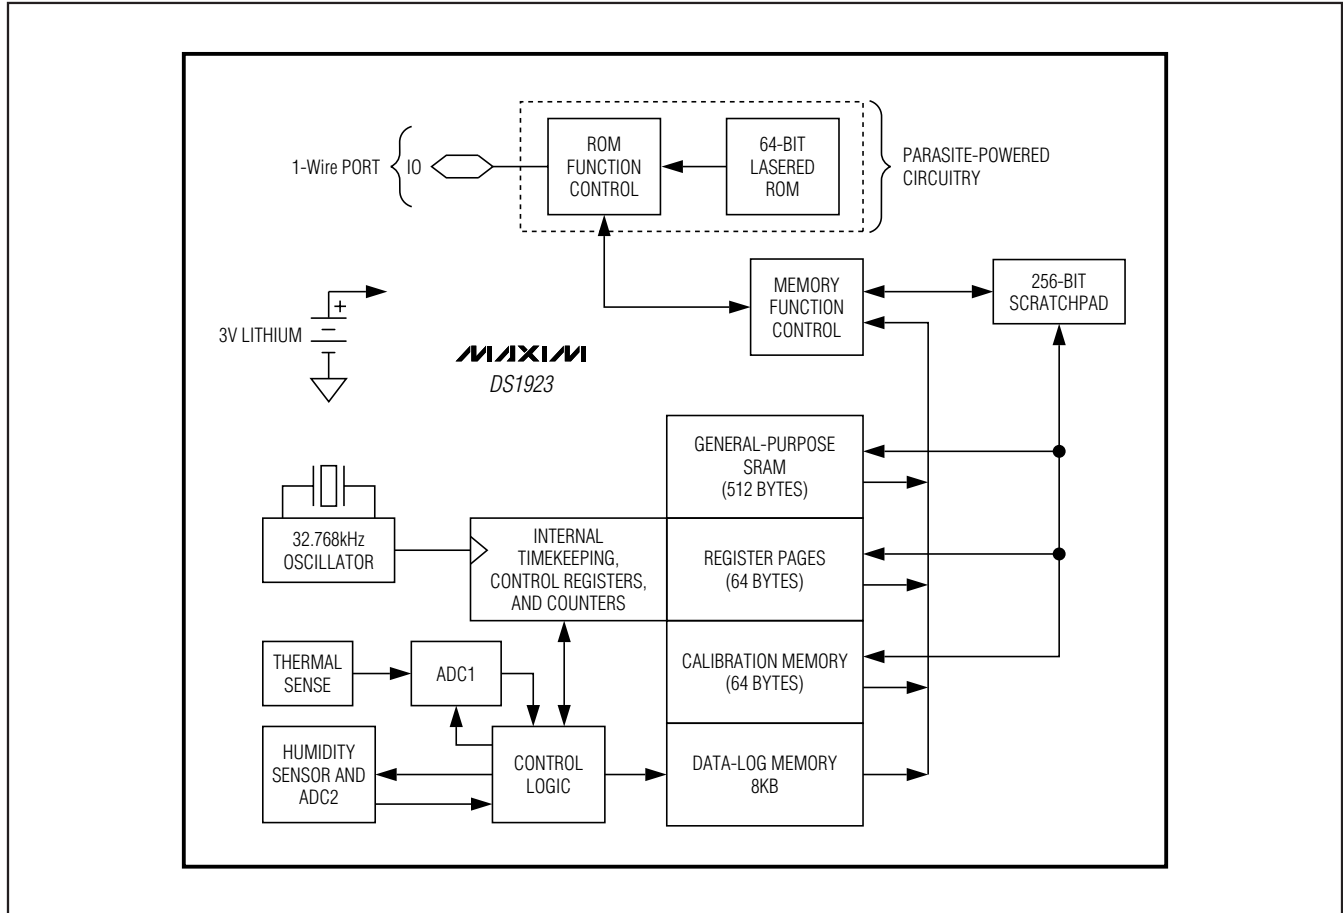 1-Wire PORT
IO
ROM
FUNCTION
CONTROL
64-BIT
LASERED
ROM
PARASITE-POWERED
CIRCUITRY
MEMORY
FUNCTION
CONTROL
256-BIT
SCRATCHPAD
3V LITHIUM
+
MAXIM
DS1923
GENERAL-PURPOSE
SRAM
(512 BYTES)
32.768kHz
OSCILLATOR
INTERNAL
TIMEKEEPING,
CONTROL REGISTERS,
AND COUNTERS
REGISTER PAGES
(64 BYTES)
THERMAL
SENSE
ADC1
CALIBRATION MEMORY
(64 BYTES)
HUMIDITY
SENSOR AND
ADC2
CONTROL
LOGIC
DATA-LOG MEMORY
8KB